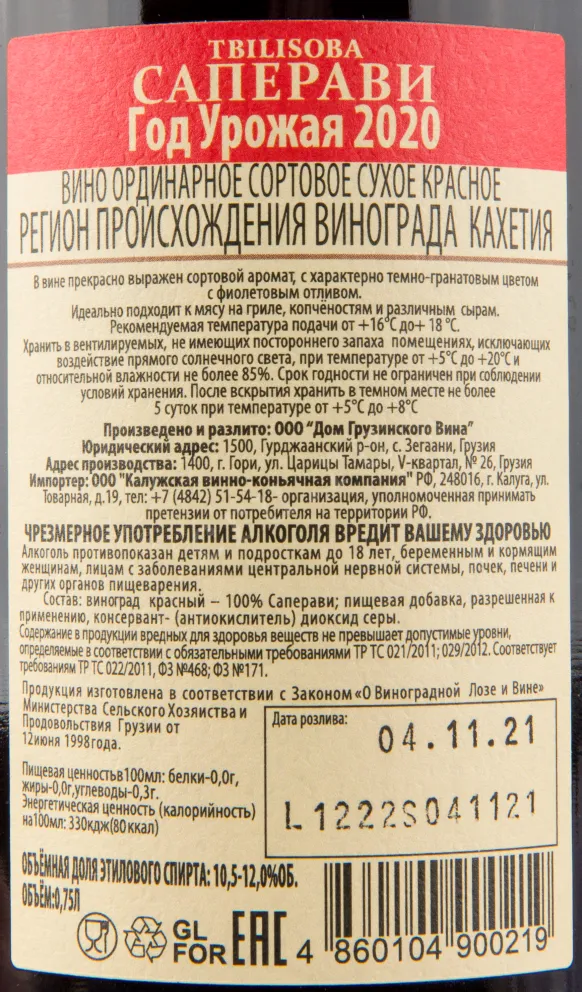 TBILISOBA
САПЕРАВИ
Год Урожая 2020
ВИНО ОРДИНАРНОЕ СОРТОВОЕ СУХОЕ КРАСНОЕ
РЕГИОН ПРОИСХОЖДЕНИЯ ВИНОГРАДА КАХЕТИЯ
В вине прекрасно выражен сортовой аромат, с характерно темно-гранатовым цветом
с фиолетовым отливом.
Идеально подходит к мясу на гриле, копчёностям и различным сырам.
Рекомендуемая температура подачи от +16°С до+ 18 °С.
Хранить в вентилируемых, не имеющих постороннего запаха помещениях, исключающих
воздействие прямого солнечного света, при температуре от +5°С до +20°С и
относительной влажности не более 85%. Срок годности не ограничен при соблюдении
условий хранения. После вскрытия хранить в темном месте не более
5 суток при температуре от +5°С до +8°С
Произведено и разлито: ООО "Дом Грузинского Вина"
Юридический адрес: 1500, Гурджаанский р-он, с. Зегаани, Грузия
Адрес производства: 1400, г. Гори, ул. Царицы Тамары, V-квартал, № 26, Грузия
Импортер: ООО "Калужская винно-коньячная компания" РФ, 248016, г. Калуга, ул.
Товарная, д.19, тел: +7 (4842) 51-54-18- организация, уполномоченная принимать
претензии от потребителя на территории РФ.
ЧРЕЗМЕРНОЕ УПОТРЕБЛЕНИЕ АЛКОГОЛЯ ВРЕДИТ ВАШЕМУ ЗДОРОВЬЮ
Алкоголь противопоказан детям и подросткам до 18 лет, беременным и кормящим
женщинам, лицам с заболеваниями центральной нервной системы, почек, печени и
других органов пищеварения.
Состав: виноград красный – 100% Саперави; пищевая добавка, разрешенная к
применению, консервант- (антиокислитель) диоксид серы.
Содержание в продукции вредных для здоровья веществ не превышает допустимые уровни,
определяемые в соответствии с обязательными требованиями ТР ТС 021/2011; 029/2012. Соответствует
требованиям ТР ТС 022/2011, ФЗ №468; ФЗ №171.
Продукция изготовлена в соответствии с Законом «О Виноградной Лозе и Вине»
Министерства Сельского Хозяиства и
Продовольствия Грузии от
12июня 1998года.
Дата розлива:
04.11.21
L1222S041121
Пищевая ценностьв100мл: белки-0,0г,
жиры-0,0г,углеводы-0,3г.
Энергетическая ценность (калорийность)
на100мл: 330кдж(80ккал)
ОБЪЁМНАЯ ДОЛЯ ЭТИЛОВОГО СПИРТА: 10,5-12,0%ОБ.
ОБЪЁМ:0,75Л
GL
FOR
EAC
4 860104 900219